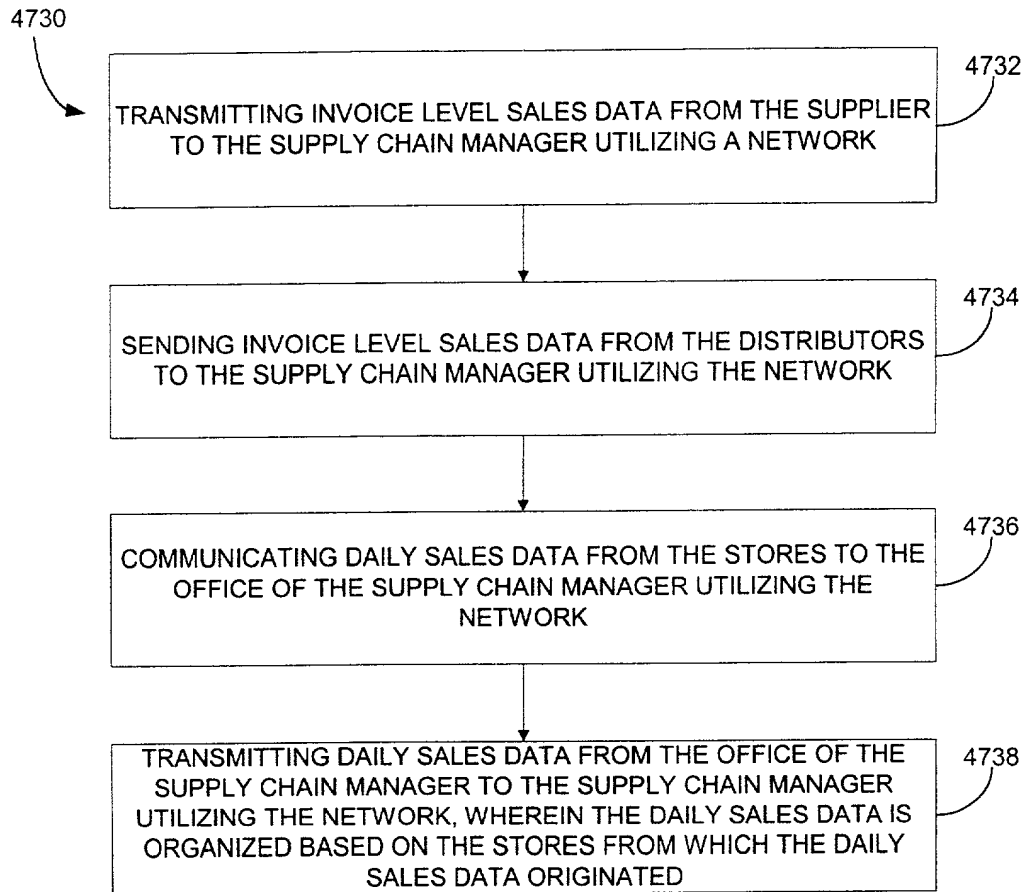 4730
4732
TRANSMITTING INVOICE LEVEL SALES DATA FROM THE SUPPLIER
TO THE SUPPLY CHAIN MANAGER UTILIZING A NETWORK
4734
SENDING INVOICE LEVEL SALES DATA FROM THE DISTRIBUTORS
TO THE SUPPLY CHAIN MANAGER UTILIZING THE NETWORK
4736
COMMUNICATING DAILY SALES DATA FROM THE STORES TO THE
OFFICE OF THE SUPPLY CHAIN MANAGER UTILIZING THE
NETWORK
4738
TRANSMITTING DAILY SALES DATA FROM THE OFFICE OF THE
SUPPLY CHAIN MANAGER TO THE SUPPLY CHAIN MANAGER
UTILIZING THE NETWORK, WHEREIN THE DAILY SALES DATA IS
ORGANIZED BASED ON THE STORES FROM WHICH THE DAILY
SALES DATA ORIGINATED